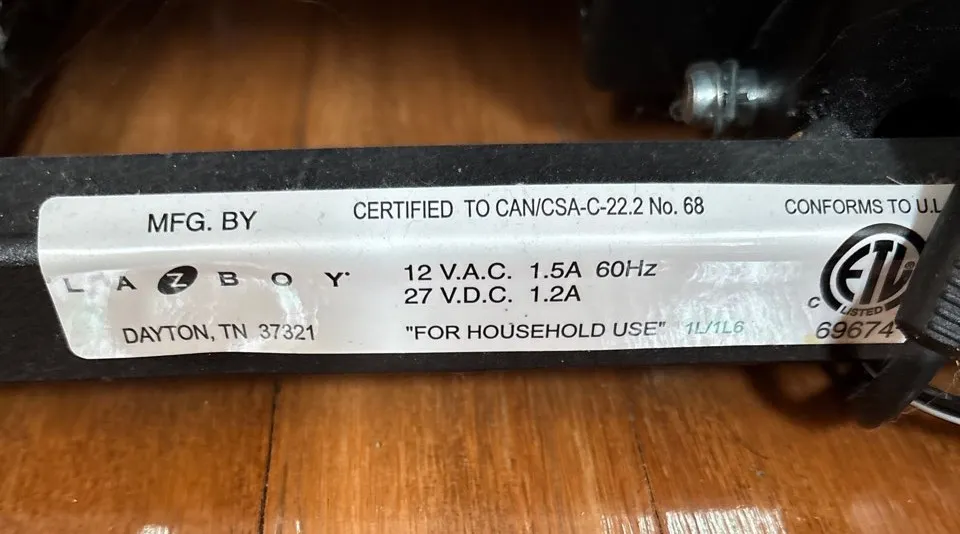 MFG. BY
LAZBOY®
DAYTON, TN 37321
CERTIFIED TO CAN/CSA-C-22.2 No. 68
12 V.A.C. 1.5A 60Hz
27 V.D.C. 1.2A
"FOR HOUSEHOLD USE" 1L/1L6
CONFORMS TO U.L
ETL
C LISTED
69674-